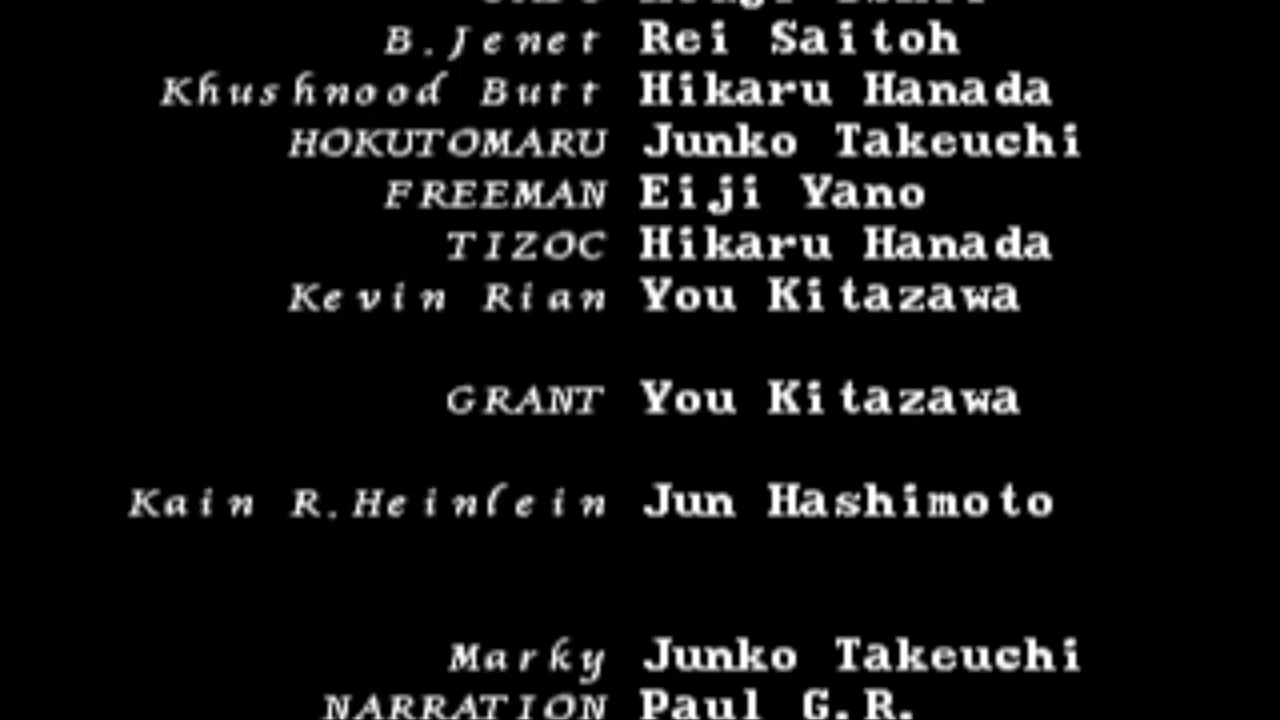 B.Jenet Rei Saitoh
Khushnood Butt Hikaru Hanada
HOKUTOMARU Junko Takeuchi
FREEMAN Eiji Yano
TIZOC Hikaru Hanada
Kevin Rian You Kitazawa
GRANT You Kitazawa
Kain R.Heinlein Jun Hashimoto
Marky Junko Takeuchi
NARRATION Paul G.R.